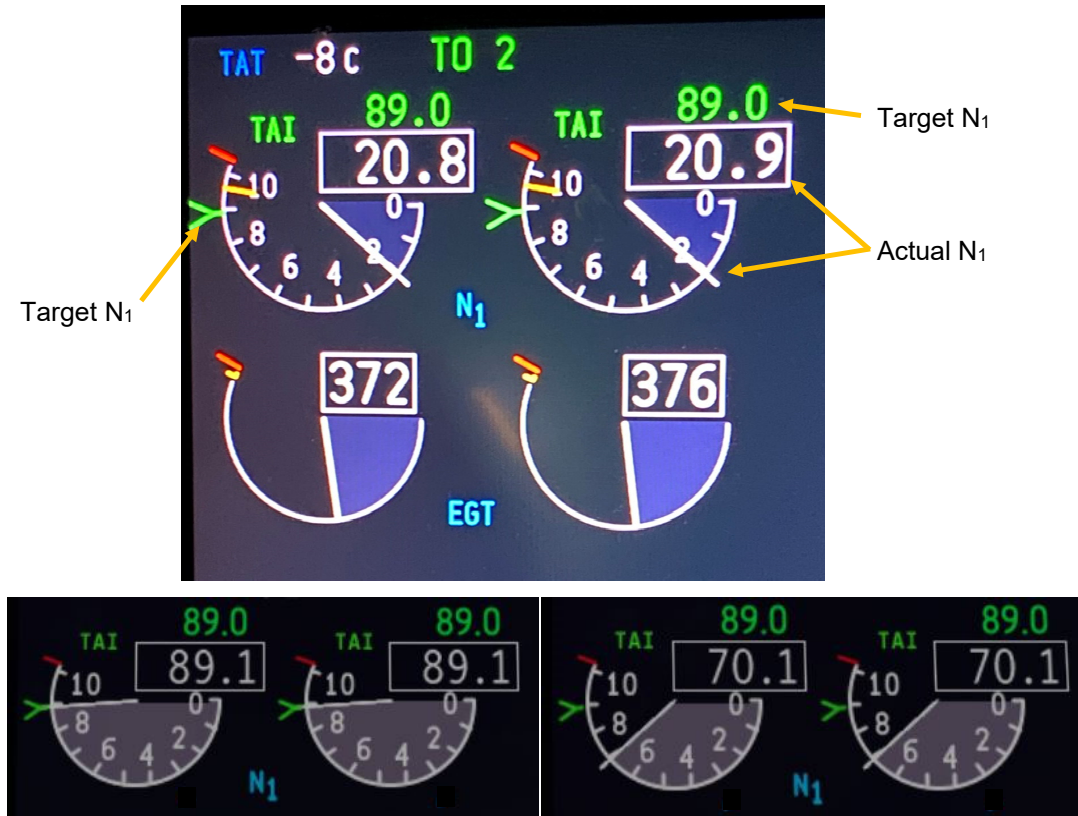 TAT -8c TO 2
89.0 89.0
TAI TAI
20.8 20.9
10 8 6 4 2 0
10 8 6 4 2 0
N1
Target N1
Actual N1
Target N1
372 376
EGT
89.0 89.0
TAI TAI
89.1 89.1
10 8 6 4 2 0
10 8 6 4 2 0
N1
89.0 89.0
TAI TAI
70.1 70.1
10 8 6 4 2 0
10 8 6 4 2 0
N1